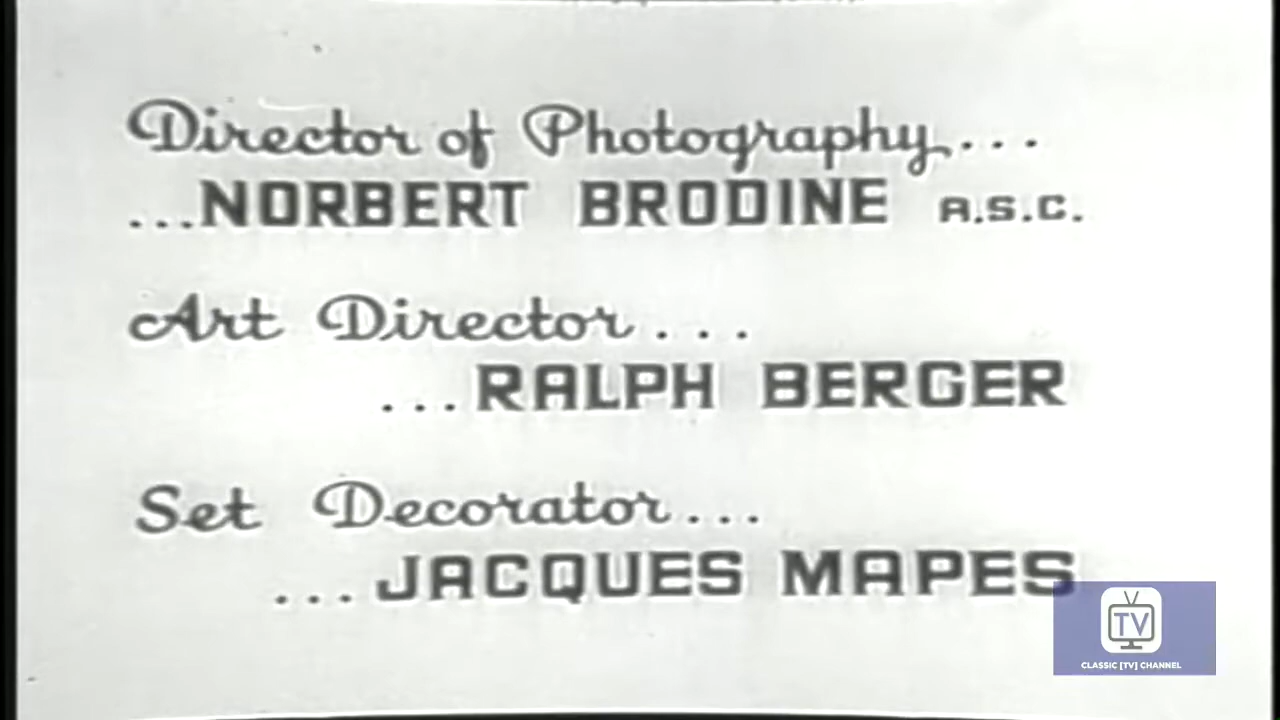 Director of Photography...
...NORBERT BRODINE A.S.C.
Art Director...
...RALPH BERGER
Set Decorator...
...JACQUES MAPES
TV
CLASSIC [TV] CHANNEL